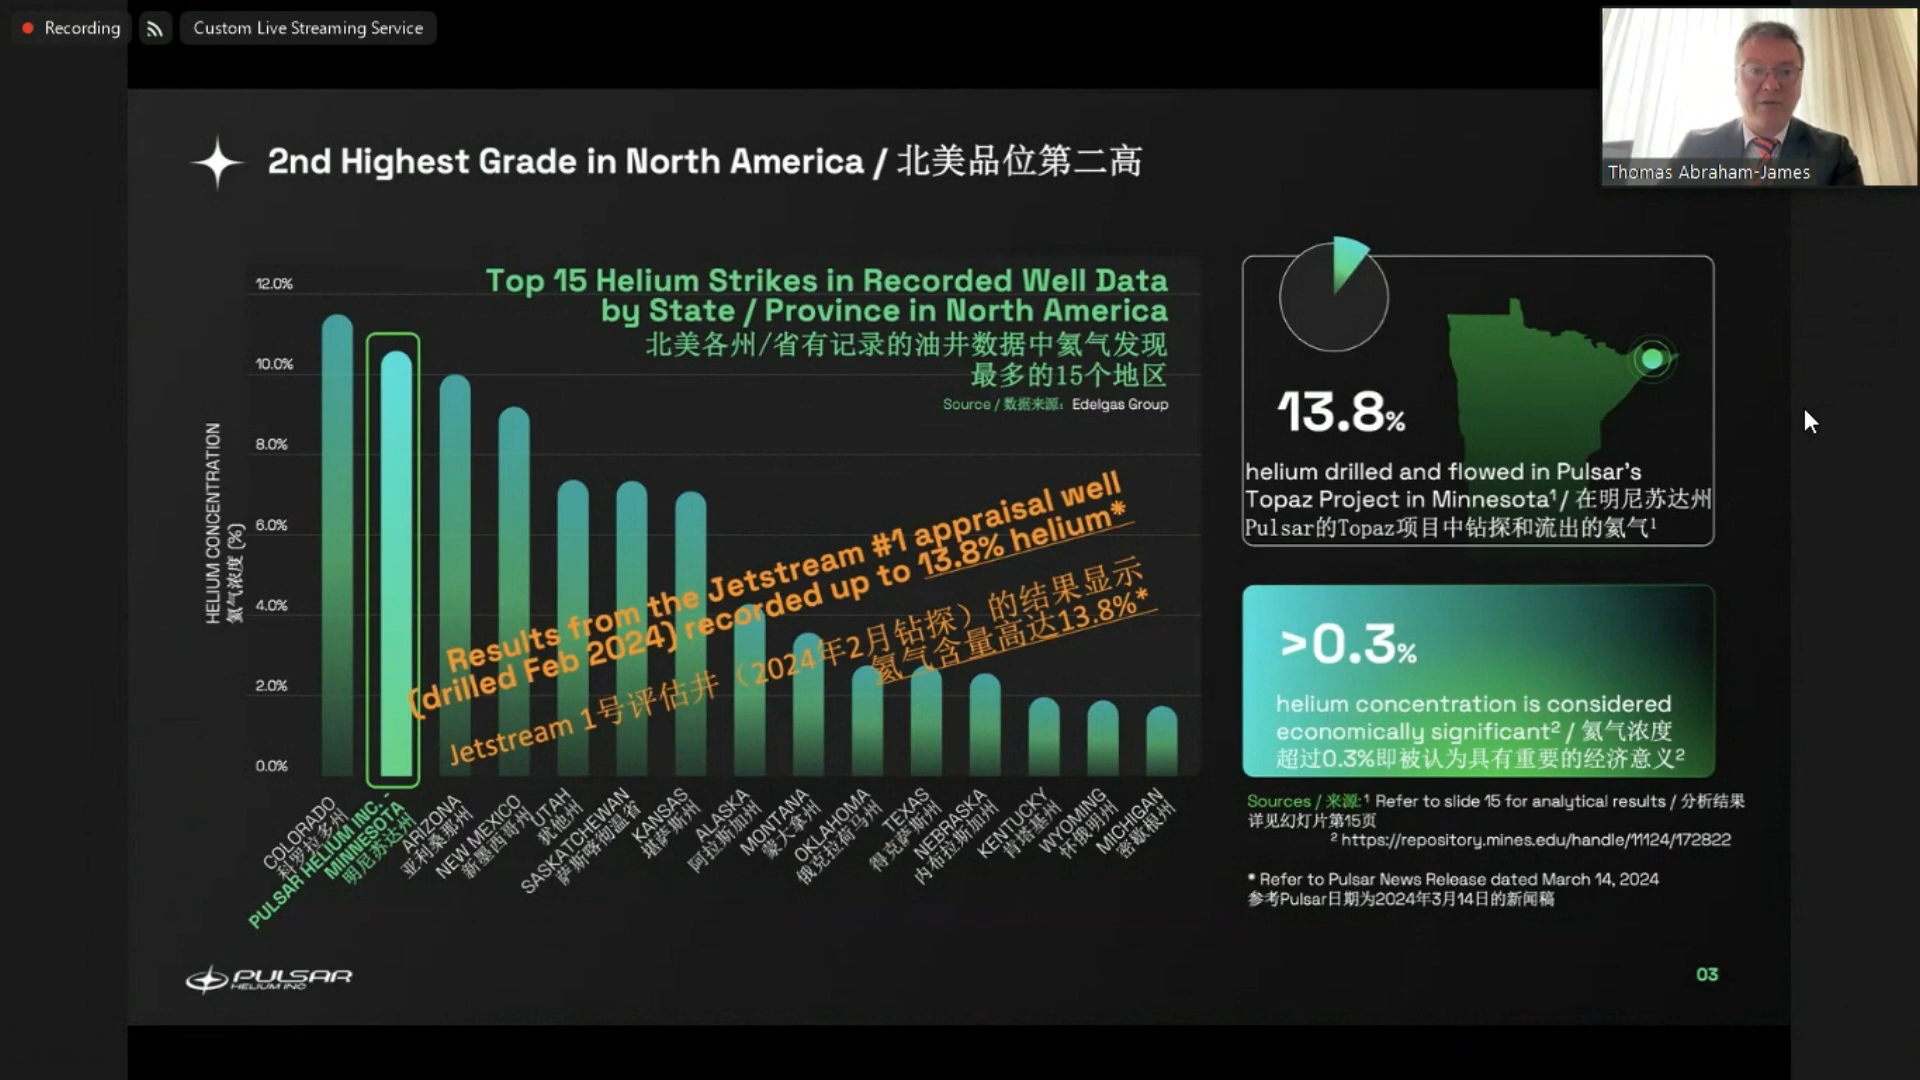 Recording
Custom Live Streaming Service
Thomas Abraham-James
2nd Highest Grade in North America / 北美品位第二高
Top 15 Helium Strikes in Recorded Well Data
by State / Province in North America
北美各州/省有记录的油井数据中氦气发现
最多的15个地区
Source / 数据来源: Edelgas Group
HELIUM CONCENTRATION
氦气浓度 (%)
12.0%
10.0%
8.0%
6.0%
4.0%
2.0%
0.0%
Results from the Jetstream #1 appraisal well
(drilled Feb 2024) recorded up to 13.8% helium*
Jetstream 1号评估井（2024年2月钻探）的结果显示
氦气含量高达13.8%*
COLORADO
科罗拉多州
PULSAR HELIUM INC. -
MINNESOTA
明尼苏达州
ARIZONA
亚利桑那州
NEW MEXICO
新墨西哥州
UTAH
犹他州
SASKATCHEWAN
萨斯喀彻温省
KANSAS
堪萨斯州
ALASKA
阿拉斯加州
MONTANA
蒙大拿州
OKLAHOMA
俄克拉荷马州
TEXAS
得克萨斯州
NEBRASKA
内布拉斯加州
KENTUCKY
肯塔基州
WYOMING
怀俄明州
MICHIGAN
密歇根州
13.8%
helium drilled and flowed in Pulsar's
Topaz Project in Minnesota¹ / 在明尼苏达州
Pulsar的Topaz项目中钻探和流出的氦气¹
>0.3%
helium concentration is considered
economically significant² / 氦气浓度
超过0.3%即被认为具有重要的经济意义²
Sources / 来源: ¹ Refer to slide 15 for analytical results / 分析结果
详见幻灯片第15页
² https://repository.mines.edu/handle/11124/172822
* Refer to Pulsar News Release dated March 14, 2024
参考Pulsar日期为2024年3月14日的新闻稿
PULSAR
HELIUM INC
03